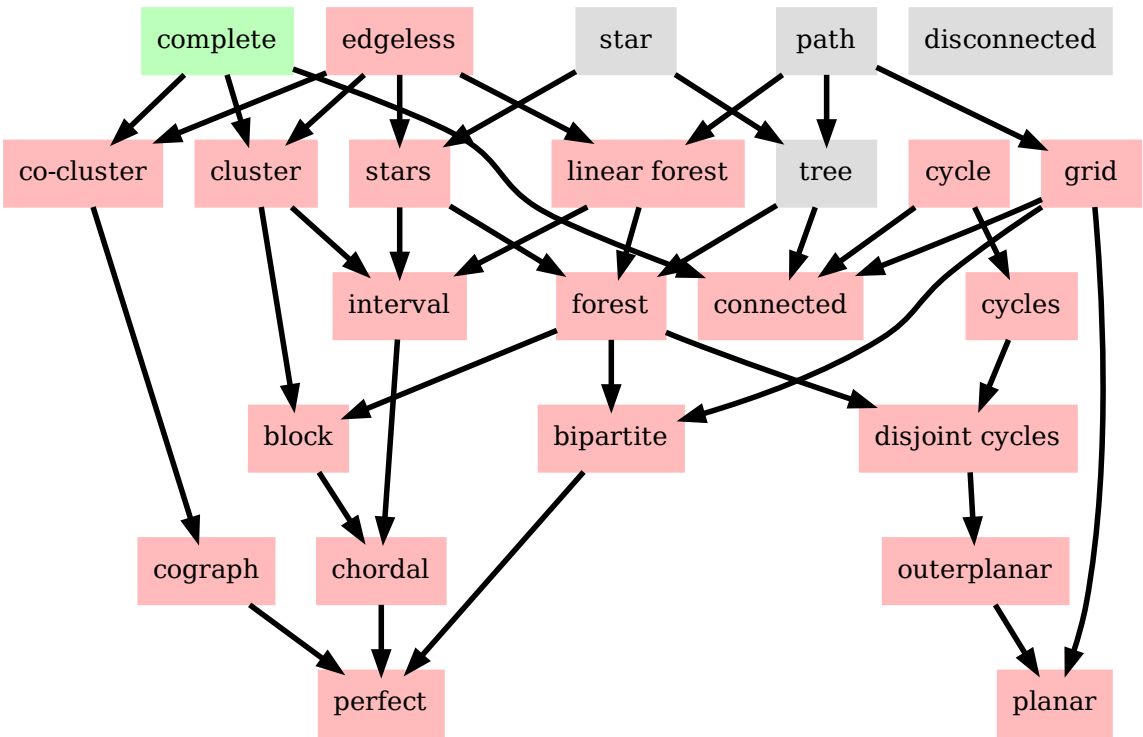 complete
edgeless
star
path
disconnected
co-cluster
cluster
stars
linear forest
tree
cycle
grid
interval
forest
connected
cycles
block
bipartite
disjoint cycles
cograph
chordal
outerplanar
perfect
planar